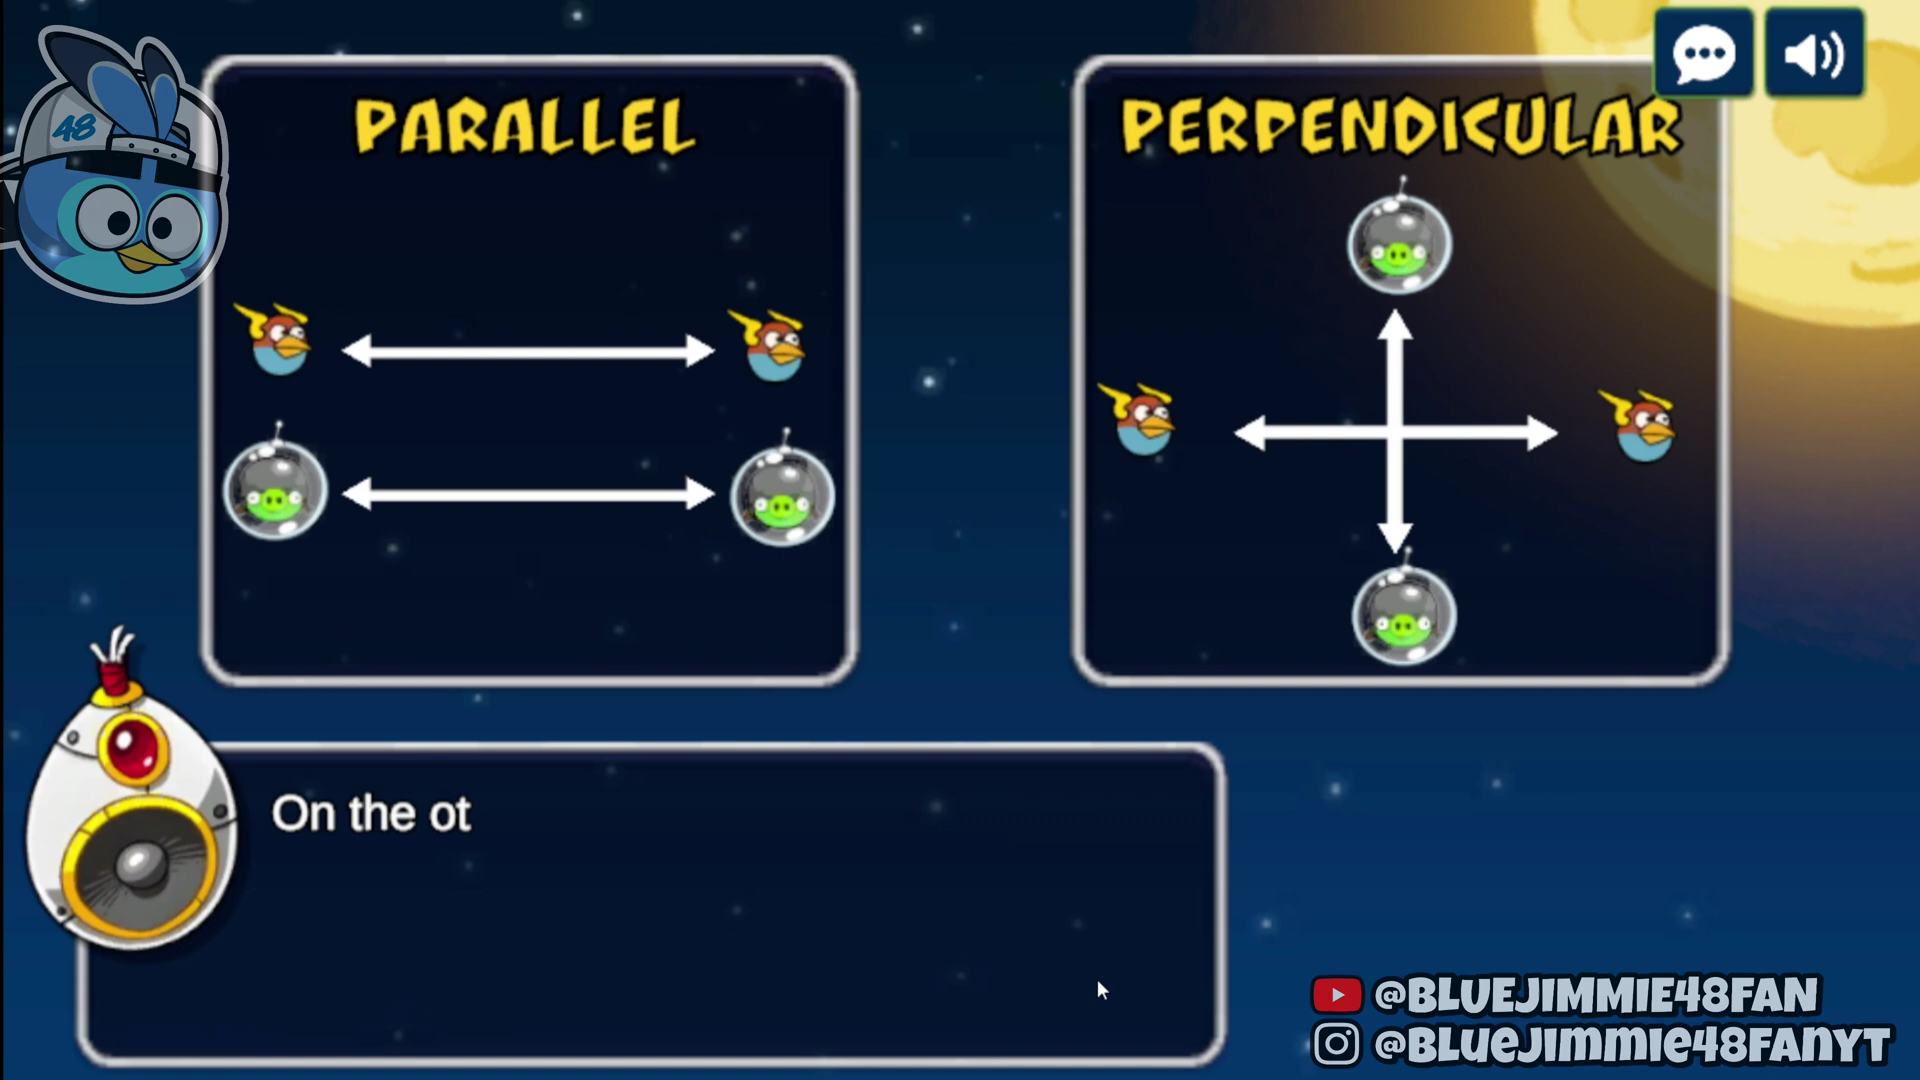 48
PARALLEL
PERPENDICULAR
On the ot
@BLUEJIMMIE48FAN
@BLUEJIMMIE48FANYT